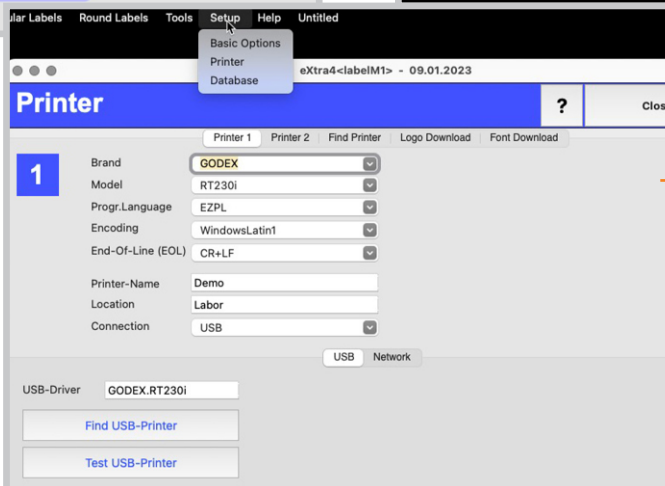 ular Labels Round Labels Tools Setup Help Untitled
Basic Options
Printer
Database
eXtra4<labelM1> - 09.01.2023
Printer
?
Clos
Printer 1 Printer 2 Find Printer Logo Download Font Download
1
Brand GODEX
Model RT230i
Progr.Language EZPL
Encoding WindowsLatin1
End-Of-Line (EOL) CR+LF
Printer-Name Demo
Location Labor
Connection USB
USB Network
USB-Driver GODEX.RT230i
Find USB-Printer
Test USB-Printer